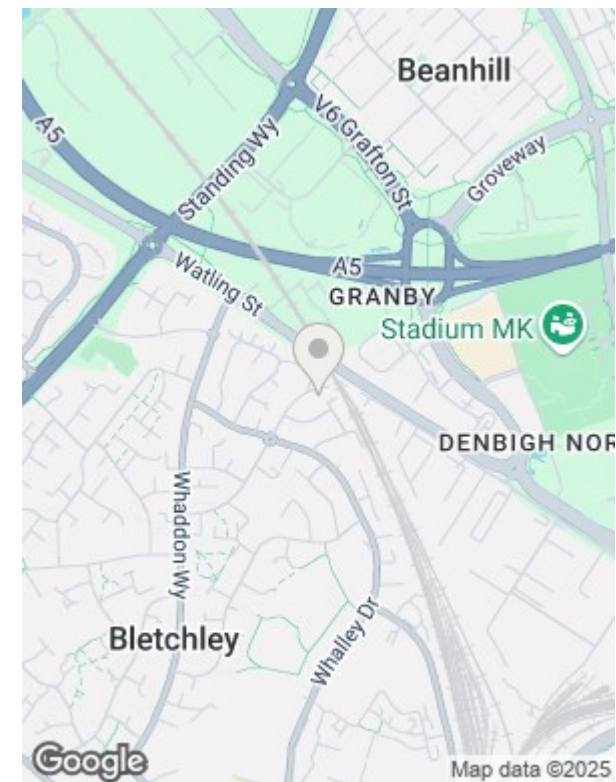 Beanhill
A5
Standing Wy
V6 Grafton St
Groveway
Watling St
A5
GRANBY
Stadium MK
DENBIGH NOR
Whaddon Wy
Whalley Dr
Bletchley
Google
Map data ©2025